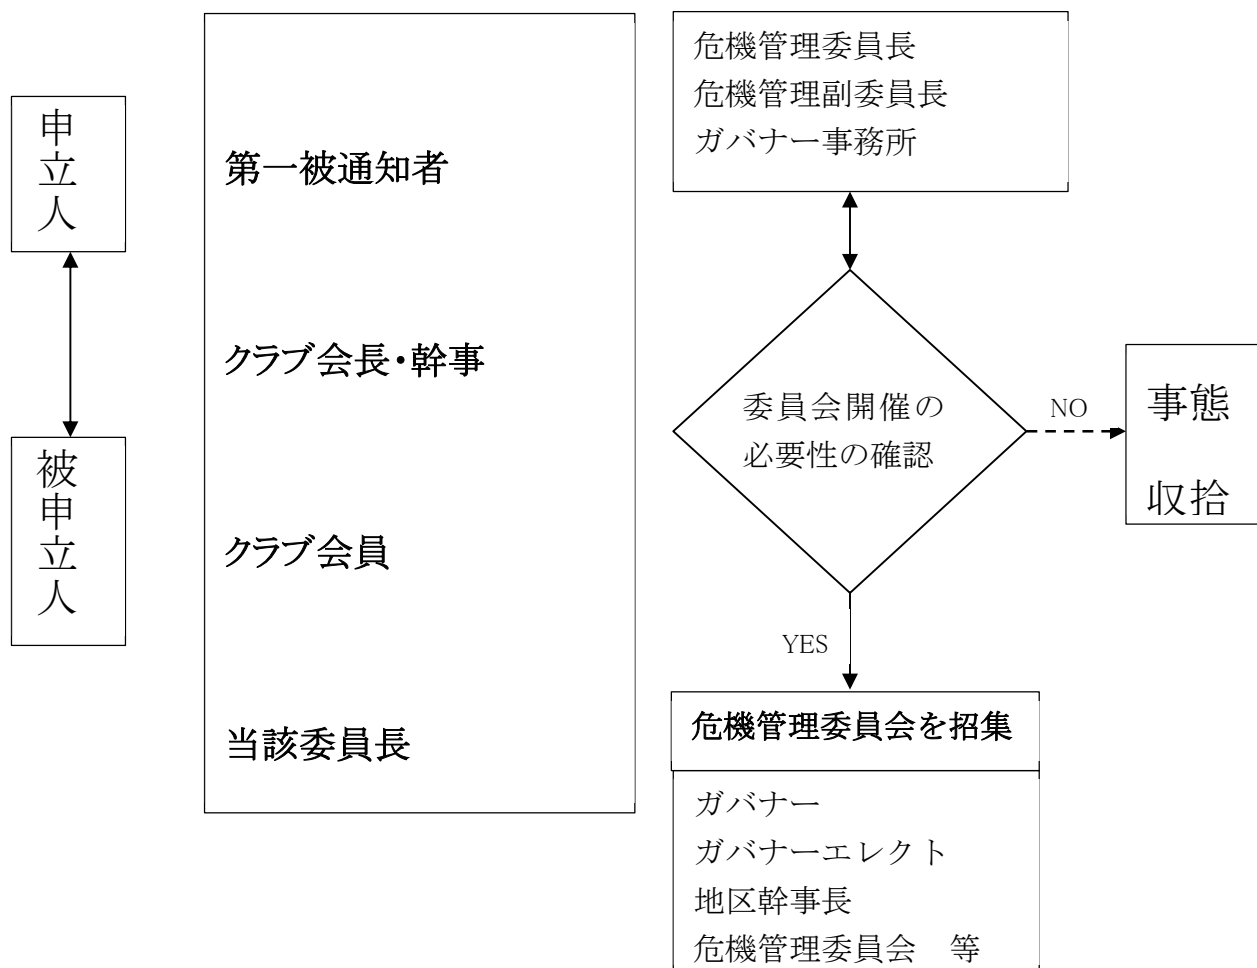 申立人
被申立人
第一被通知者
クラブ会長・幹事
クラブ会員
当該委員長
危機管理委員長
危機管理副委員長
ガバナー事務所
委員会開催の
必要性の確認
NO
事態
収拾
YES
危機管理委員会を招集
ガバナー
ガバナーエレクト
地区幹事長
危機管理委員会　等